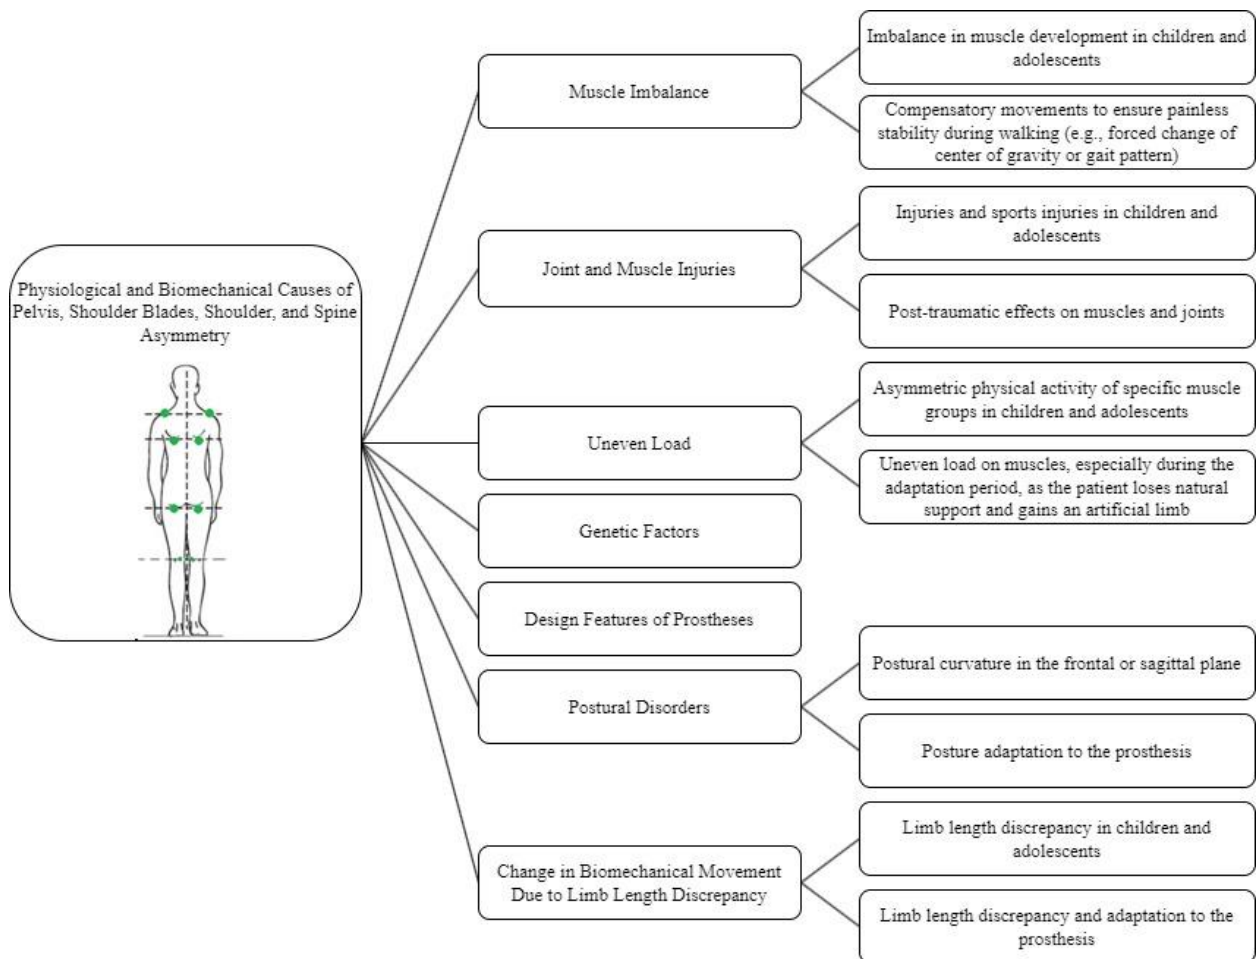 Physiological and Biomechanical Causes of
Pelvis, Shoulder Blades, Shoulder, and Spine
Asymmetry
Muscle Imbalance
Imbalance in muscle development in children and
adolescents
Compensatory movements to ensure painless
stability during walking (e.g., forced change of
center of gravity or gait pattern)
Joint and Muscle Injuries
Injuries and sports injuries in children and
adolescents
Post-traumatic effects on muscles and joints
Uneven Load
Asymmetric physical activity of specific muscle
groups in children and adolescents
Uneven load on muscles, especially during the
adaptation period, as the patient loses natural
support and gains an artificial limb
Genetic Factors
Design Features of Prostheses
Postural Disorders
Postural curvature in the frontal or sagittal plane
Posture adaptation to the prosthesis
Change in Biomechanical Movement
Due to Limb Length Discrepancy
Limb length discrepancy in children and
adolescents
Limb length discrepancy and adaptation to the
prosthesis